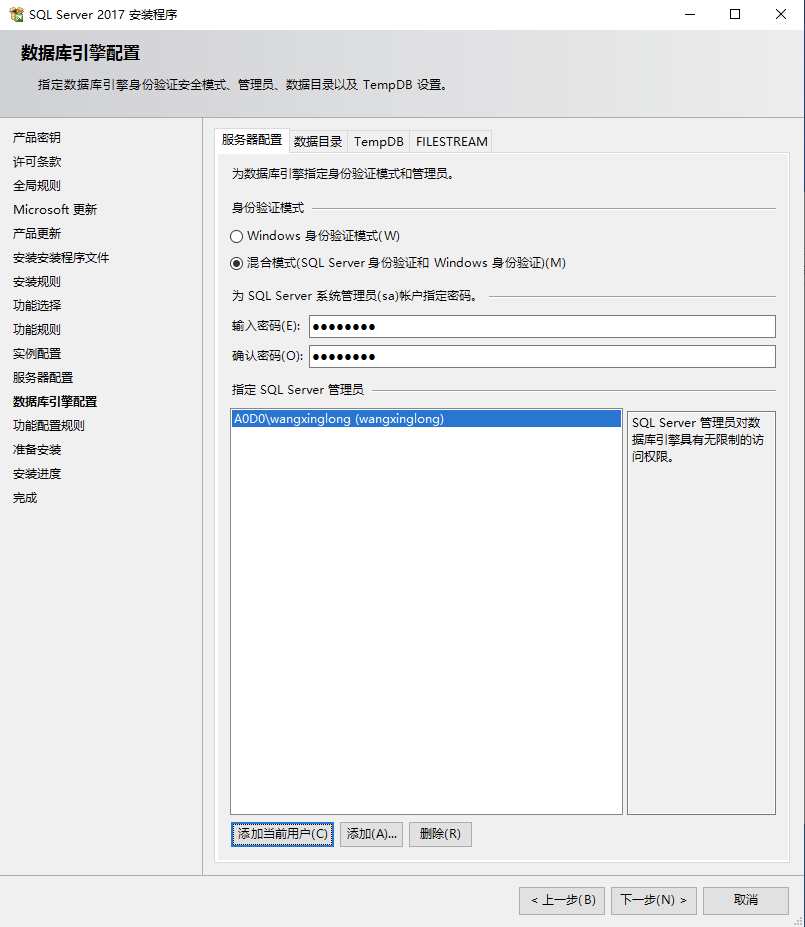 SQL Server 2017 安装程序
数据库引擎配置
指定数据库引擎身份验证安全模式、管理员、数据目录以及 TempDB 设置。
产品密钥
许可条款
全局规则
Microsoft 更新
产品更新
安装安装程序文件
安装规则
功能选择
功能规则
实例配置
服务器配置
数据库引擎配置
功能配置规则
准备安装
安装进度
完成
服务器配置 数据目录 TempDB FILESTREAM
为数据库引擎指定身份验证模式和管理员。
身份验证模式
Windows 身份验证模式(W)
混合模式(SQL Server 身份验证和 Windows 身份验证)(M)
为 SQL Server 系统管理员(sa)帐户指定密码。
输入密码(E): ●●●●●●●●
确认密码(O): ●●●●●●●●
指定 SQL Server 管理员
A0D0\wangxinglong (wangxinglong)
SQL Server 管理员对数
据库引擎具有无限制的访
问权限。
添加当前用户(C) 添加(A)... 删除(R)
< 上一步(B) 下一步(N) > 取消